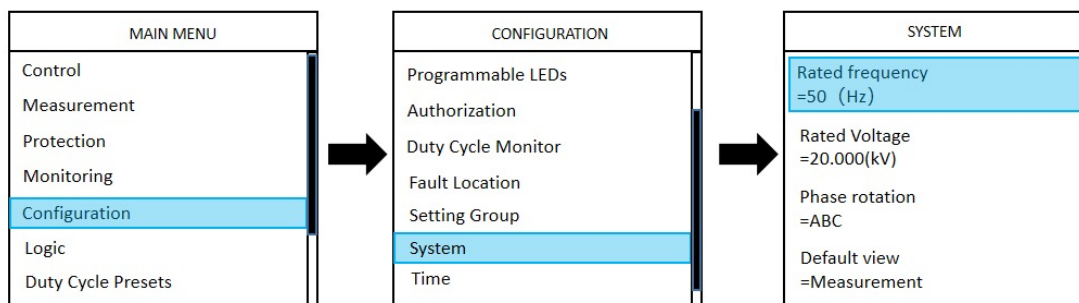 MAIN MENU
Control
Measurement
Protection
Monitoring
Configuration
Logic
Duty Cycle Presets
CONFIGURATION
Programmable LEDs
Authorization
Duty Cycle Monitor
Fault Location
Setting Group
System
Time
SYSTEM
Rated frequency
=50 (Hz)
Rated Voltage
=20.000(kV)
Phase rotation
=ABC
Default view
=Measurement